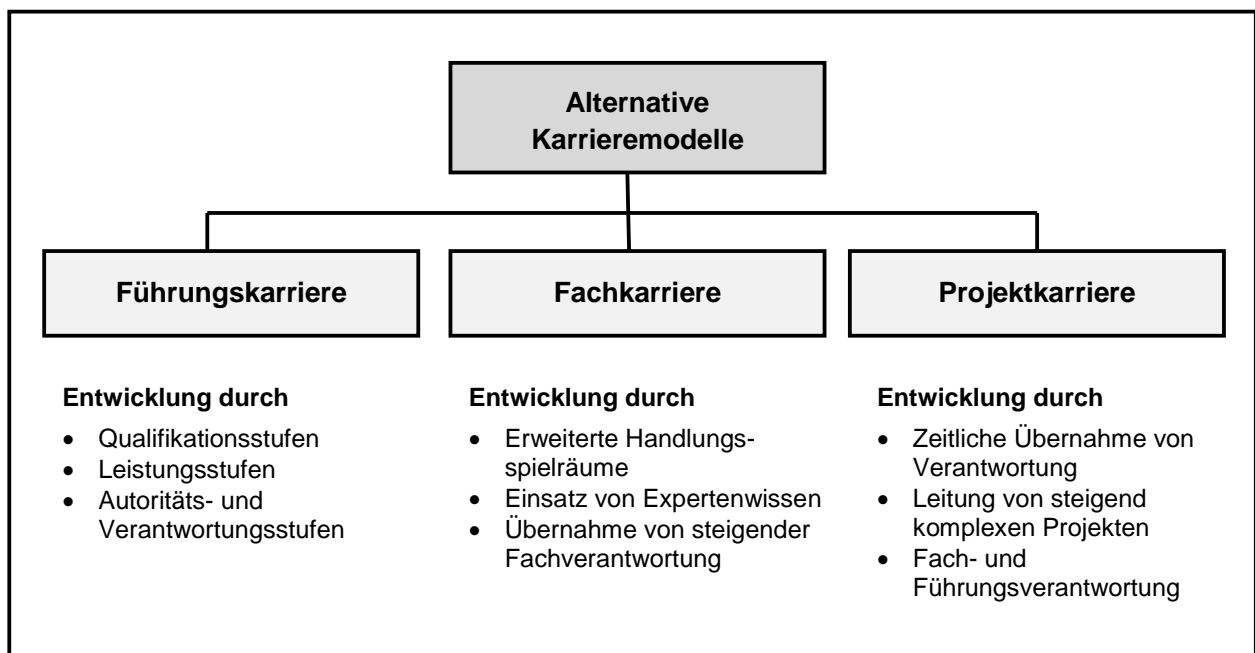 Alternative
Karrieremodelle
Führungskarriere
Fachkarriere
Projektkarriere
Entwicklung durch
• Qualifikationsstufen
• Leistungsstufen
• Autoritäts- und
Verantwortungsstufen
Entwicklung durch
• Erweiterte Handlungs-
spielräume
• Einsatz von Expertenwissen
• Übernahme von steigender
Fachverantwortung
Entwicklung durch
• Zeitliche Übernahme von
Verantwortung
• Leitung von steigend
komplexen Projekten
• Fach- und
Führungsverantwortung